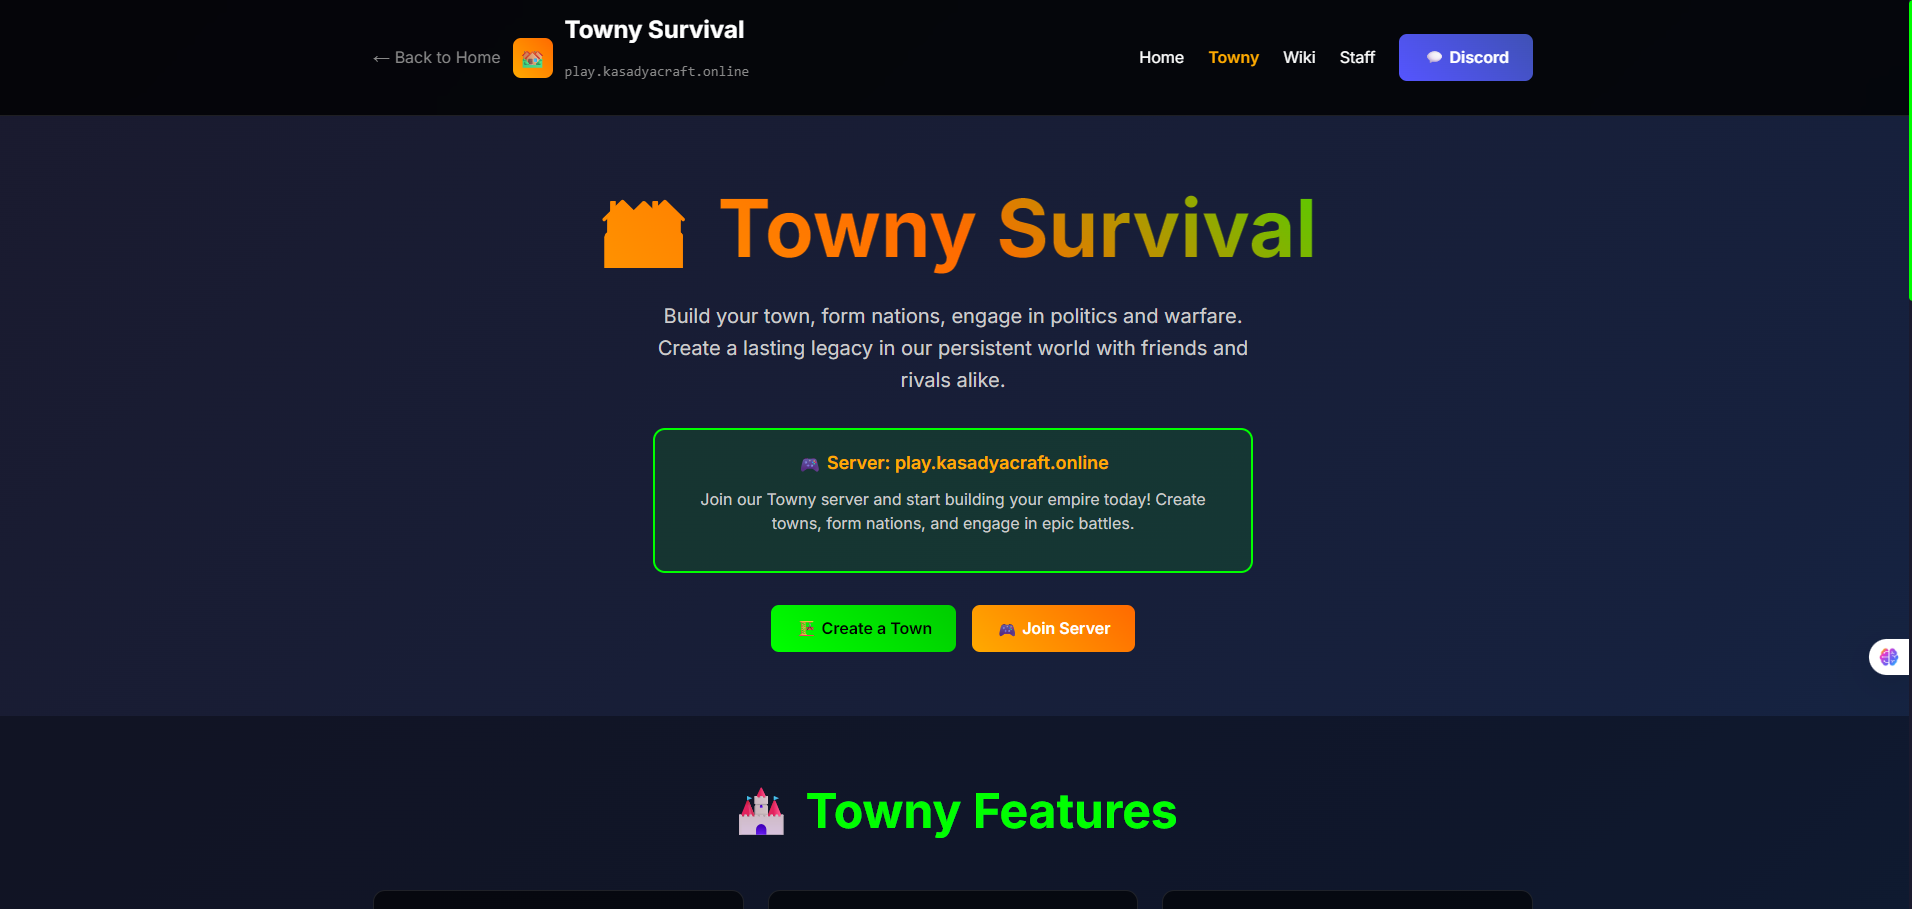 ← Back to Home
Towny Survival
play.kasadyacraft.online
Home
Towny
Wiki
Staff
Discord
Towny Survival
Build your town, form nations, engage in politics and warfare.
Create a lasting legacy in our persistent world with friends and
rivals alike.
Server: play.kasadyacraft.online
Join our Towny server and start building your empire today! Create
towns, form nations, and engage in epic battles.
Create a Town
Join Server
Towny Features